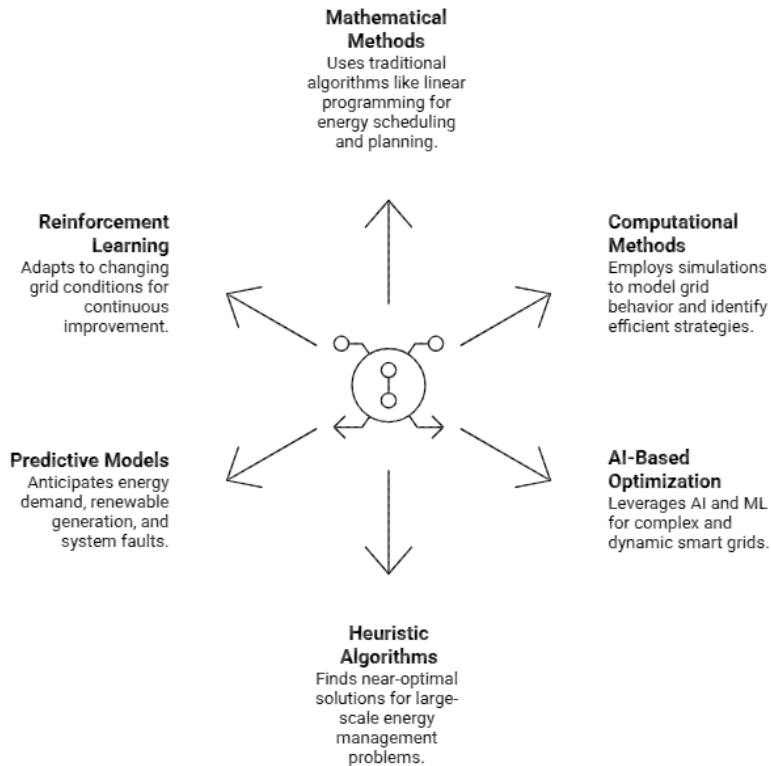 Mathematical
Methods
Uses traditional
algorithms like linear
programming for
energy scheduling
and planning.
Reinforcement
Learning
Adapts to changing
grid conditions for
continuous
improvement.
Computational
Methods
Employs simulations
to model grid
behavior and identify
efficient strategies.
Predictive Models
Anticipates energy
demand, renewable
generation, and
system faults.
AI-Based
Optimization
Leverages AI and ML
for complex and
dynamic smart grids.
Heuristic
Algorithms
Finds near-optimal
solutions for large-
scale energy
management
problems.